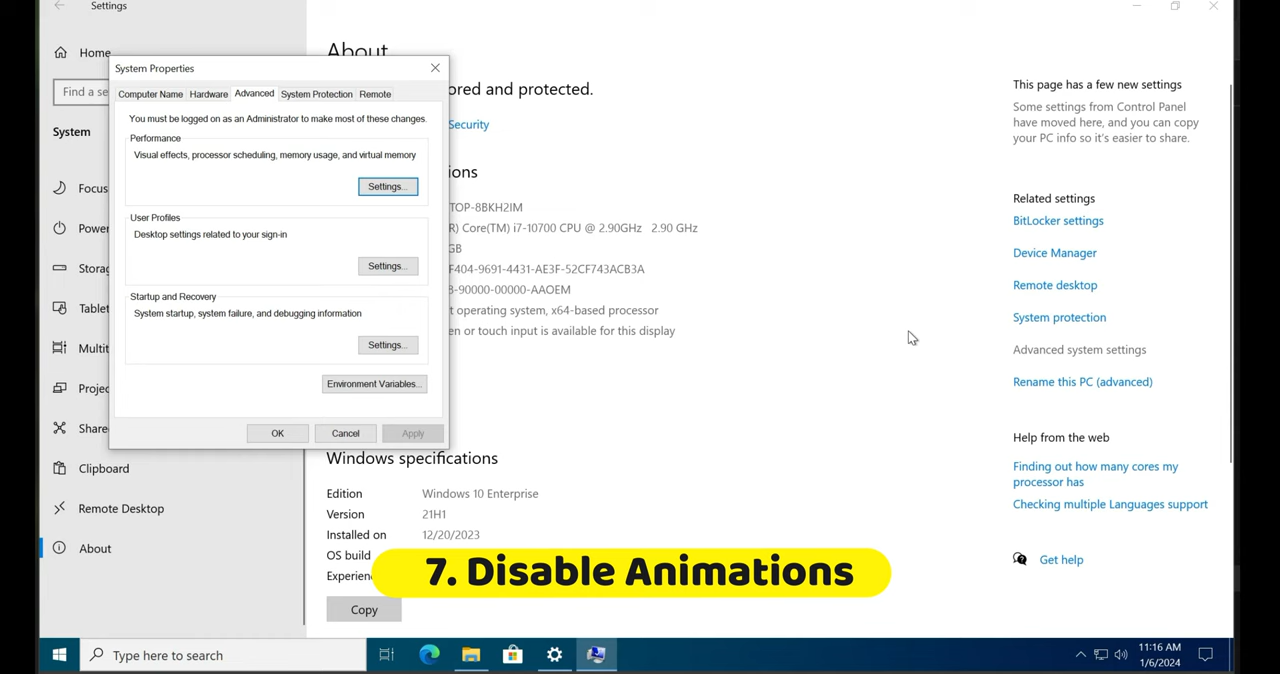 Settings
Home
Find a se
System
Focus
Power
Storag
Tablet
Multit
Projec
Share
Clipboard
Remote Desktop
About
System Properties
Computer Name
Hardware
Advanced
System Protection
Remote
You must be logged on as an Administrator to make most of these changes.
Performance
Visual effects, processor scheduling, memory usage, and virtual memory
Settings...
User Profiles
Desktop settings related to your sign-in
Settings...
Startup and Recovery
System startup, system failure, and debugging information
Settings...
Environment Variables...
OK
Cancel
Apply
About
ored and protected.
Security
ions
TOP-8BKH2IM
R) Core(TM) i7-10700 CPU @ 2.90GHz 2.90 GHz
GB
F404-9691-4431-AE3F-52CF743ACB3A
-90000-00000-AAOEM
t operating system, x64-based processor
en or touch input is available for this display
Windows specifications
Edition Windows 10 Enterprise
Version 21H1
Installed on 12/20/2023
OS build
Experienc
7. Disable Animations
Copy
This page has a few new settings
Some settings from Control Panel
have moved here, and you can copy
your PC info so it's easier to share.
Related settings
BitLocker settings
Device Manager
Remote desktop
System protection
Advanced system settings
Rename this PC (advanced)
Help from the web
Finding out how many cores my
processor has
Checking multiple Languages support
Get help
Type here to search
11:16 AM
1/6/2024